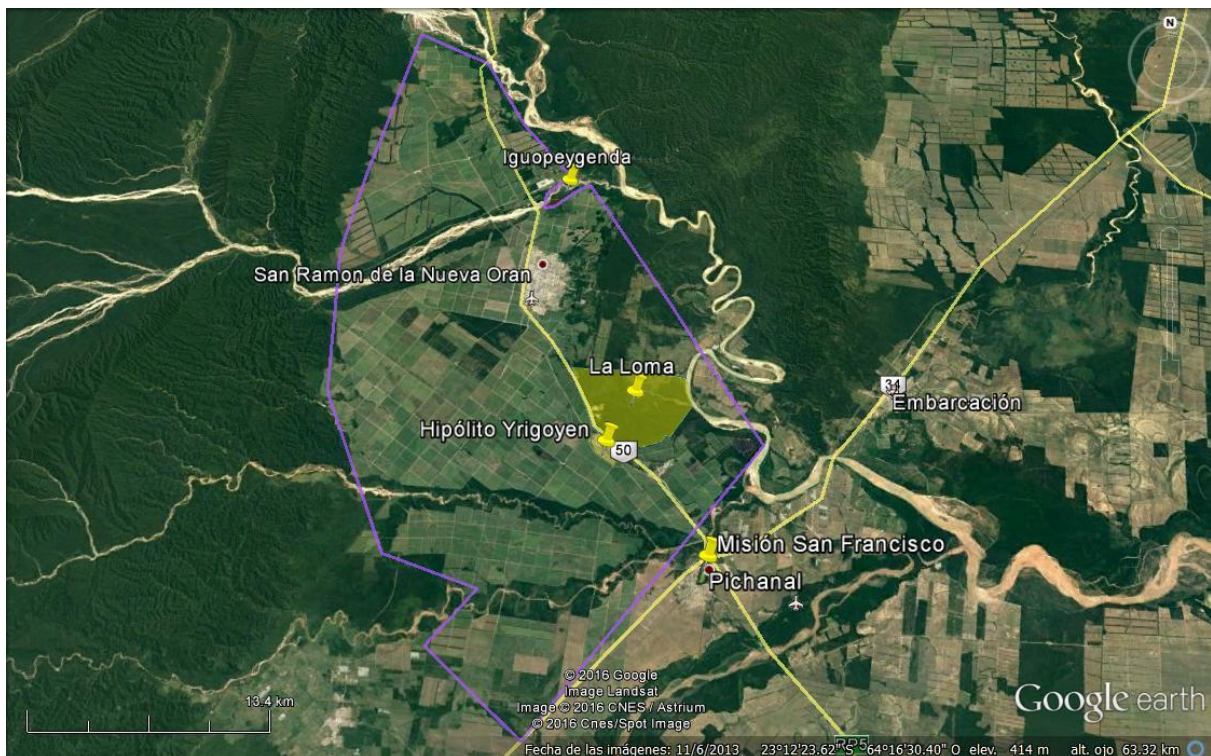 N
Iguopeygenda
San Ramon de la Nueva Oran
La Loma
34
Embarcación
Hipólito Yrigoyen
50
Misión San Francisco
Pichanal
13.4 km
© 2016 Google
Image Landsat
Image © 2016 CNES / Astrium
© 2016 Cnes/Spot Image
Google earth
RP5
Fecha de las imágenes: 11/6/2013 23°12'23.62" S 64°16'30.40" O elev. 414 m alt. ojo 63.32 km